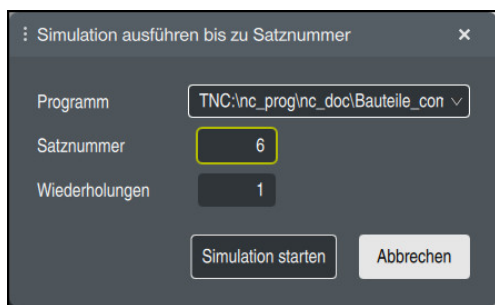 Simulation ausführen bis zu Satznummer
Programm TNC:\nc_prog\nc_doc\Bauteile_con
Satznummer 6
Wiederholungen 1
Simulation starten Abbrechen